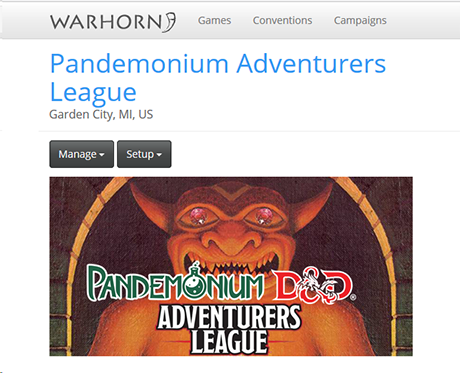 WARHORN Games Conventions Campaigns
Pandemonium Adventurers
League
Garden City, MI, US
Manage Setup
PANDEMONIUM D&D®
ADVENTURERS
LEAGUE